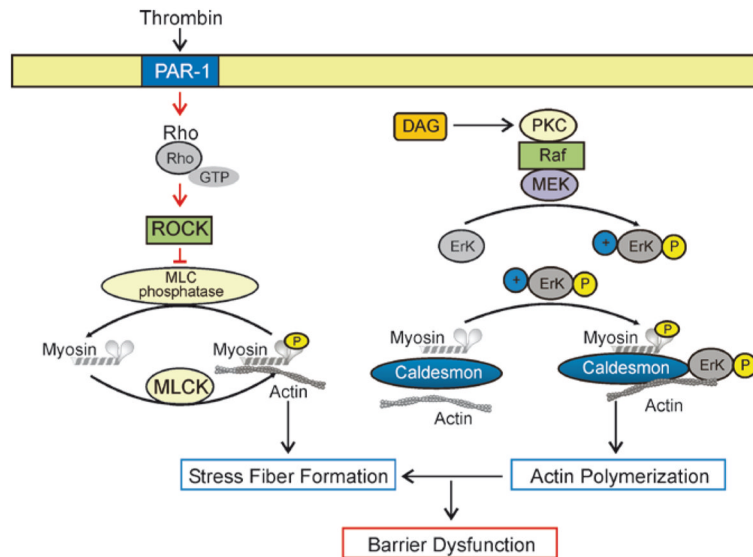 Thrombin
PAR-1
Rho
Rho
GTP
ROCK
MLC
phosphatase
Myosin
Myosin
P
MLCK
Actin
DAG
PKC
Raf
MEK
ErK
+
ErK
P
+
ErK
P
Myosin
Caldesmon
Actin
Myosin
P
Caldesmon
ErK
P
Actin
Stress Fiber Formation
Actin Polymerization
Barrier Dysfunction